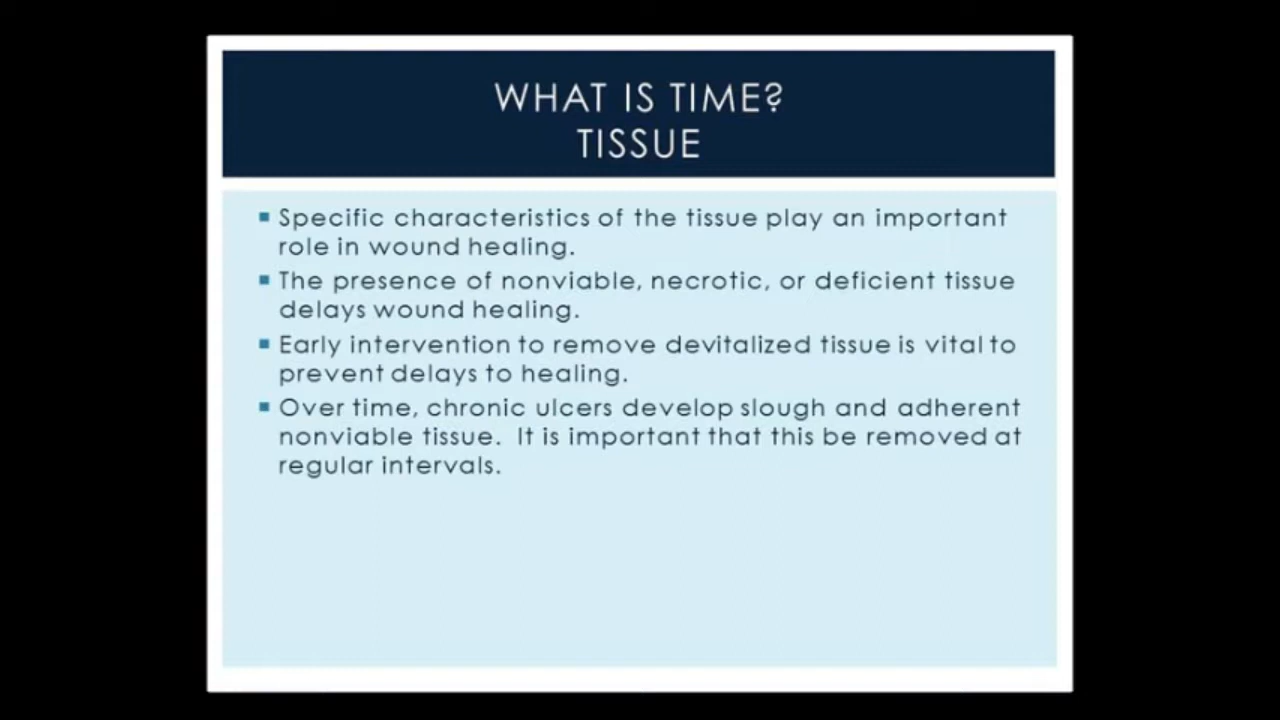 WHAT IS TIME?
TISSUE
▪ Specific characteristics of the tissue play an important
role in wound healing.
▪ The presence of nonviable, necrotic, or deficient tissue
delays wound healing.
▪ Early intervention to remove devitalized tissue is vital to
prevent delays to healing.
▪ Over time, chronic ulcers develop slough and adherent
nonviable tissue.  It is important that this be removed at
regular intervals.